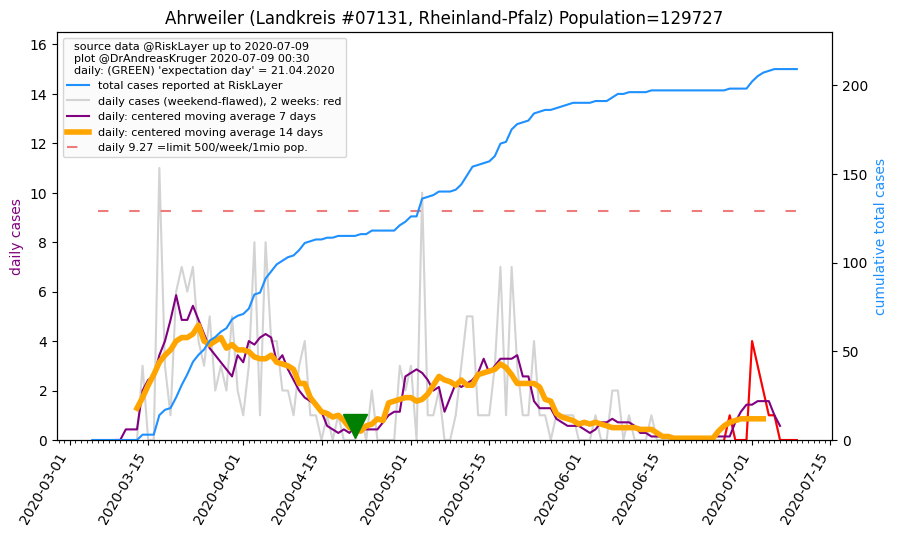 Ahrweiler (Landkreis #07131, Rheinland-Pfalz) Population=129727
source data @RiskLayer up to 2020-07-09
plot @DrAndreasKruger 2020-07-09 00:30
daily: (GREEN) 'expectation day' = 21.04.2020
total cases reported at RiskLayer
daily cases (weekend-flawed), 2 weeks: red
daily: centered moving average 7 days
daily: centered moving average 14 days
daily 9.27 =limit 500/week/1mio pop.
daily cases
16
14
12
10
8
6
4
2
0
cumulative total cases
200
150
100
50
0
2020-03-01
2020-03-15
2020-04-01
2020-04-15
2020-05-01
2020-05-15
2020-06-01
2020-06-15
2020-07-01
2020-07-15